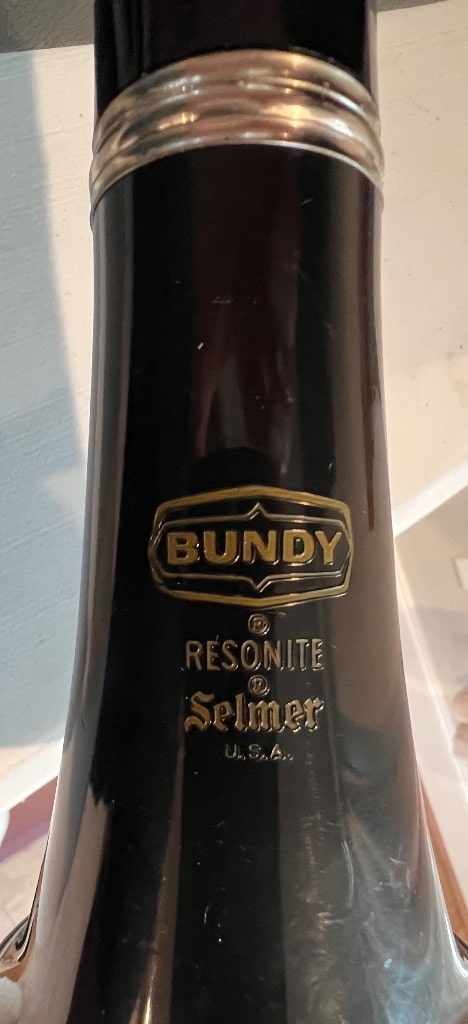 BUNDY
®
RESONITE
®
Selmer
U.S.A.